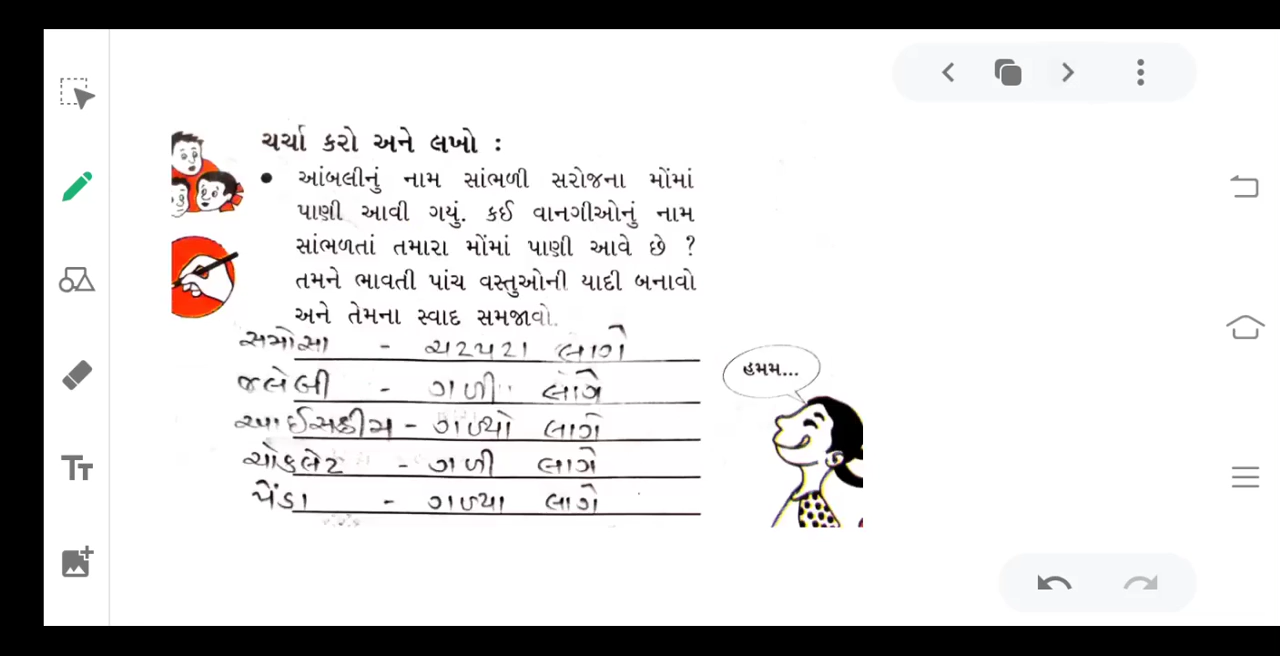 ચર્ચા કરો અને લખો :
● આંબલીનું નામ સાંભળી સરોજના મોંમાં
પાણી આવી ગયું. કઈ વાનગીઓનું નામ
સાંભળતાં તમારા મોંમાં પાણી આવે છે ?
તમને ભાવતી પાંચ વસ્તુઓની યાદી બનાવો
અને તેમના સ્વાદ સમજાવો.
સમોસા - ચટપટા લાગે
જલેબી - ગળી લાગે
આઈસક્રીમ - ગળ્યો લાગે
ચોકલેટ - ગળી લાગે
પેંડા - ગળ્યા લાગે
હમમ...
Tт